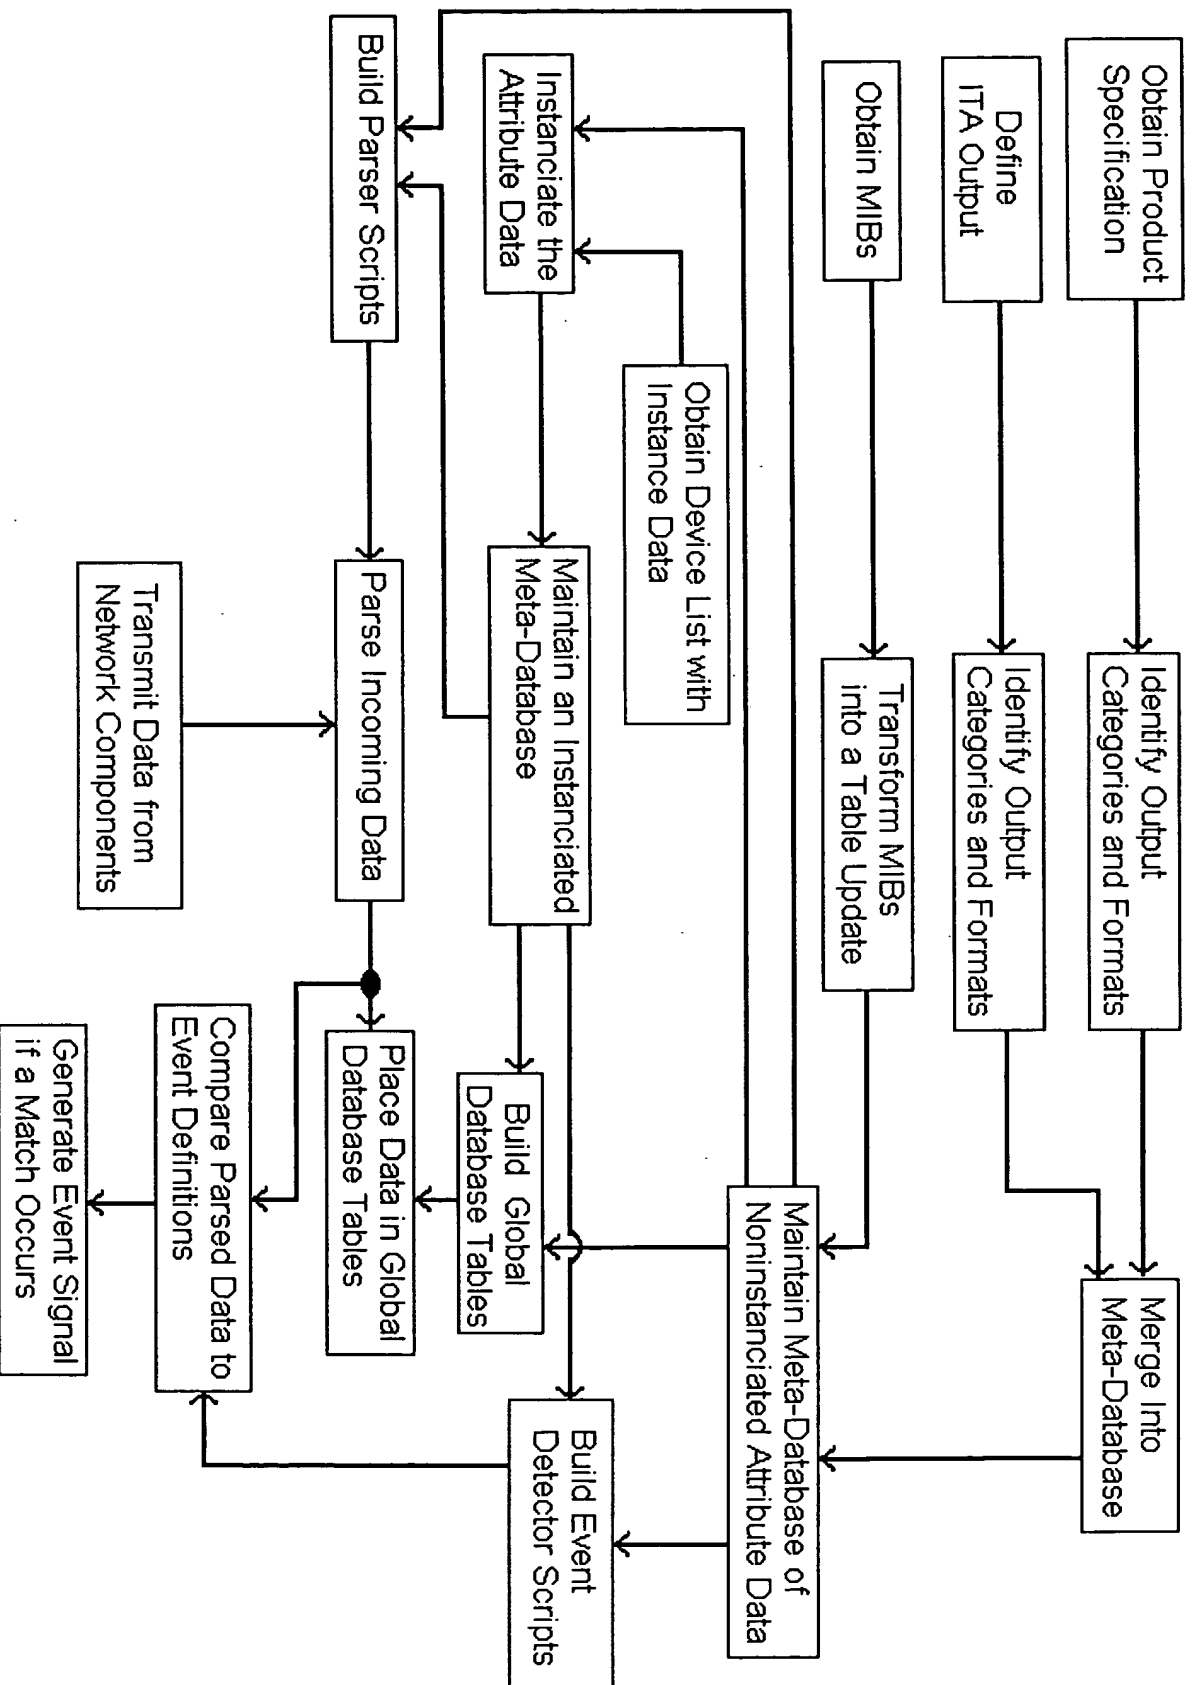 Obtain Product
Specification
Identify Output
Categories and Formats
Merge Into
Meta-Database
Define
ITA Output
Identify Output
Categories and Formats
Obtain MIBs
Transform MIBs
into a Table Update
Maintain Meta-Database of
Noninstanciated Attribute Data
Obtain Device List with
Instance Data
Instanciate the
Attribute Data
Maintain an Instanciated
Meta-Database
Build Global
Database Tables
Build Event
Detector Scripts
Build Parser Scripts
Parse Incoming Data
Place Data in Global
Database Tables
Transmit Data from
Network Components
Compare Parsed Data to
Event Definitions
Generate Event Signal
if a Match Occurs